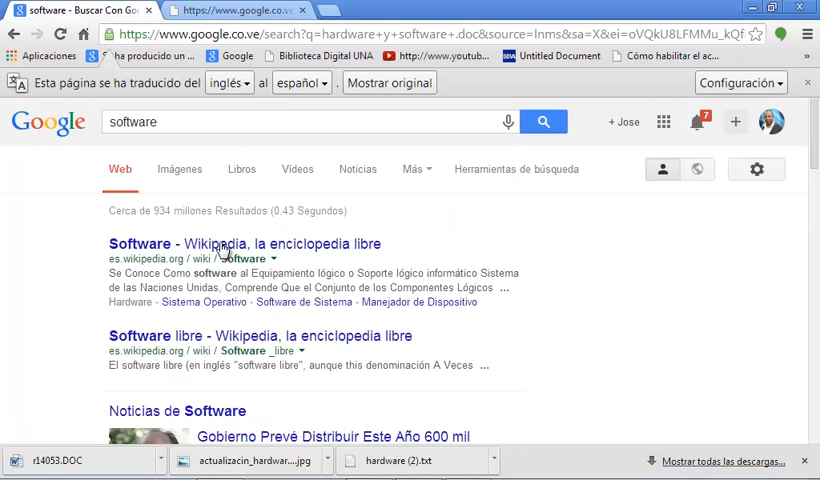 software - Buscar Con Go
https://www.google.co.ve
https://www.google.co.ve/search?q=hardware+y+software+.doc&source=lnms&sa=X&ei=oVQkU8LFMMu_kQf
Aplicaciones
se ha producido un ...
Google
Biblioteca Digital UNA
http://www.youtub...
Untitled Document
Cómo habilitar el ac...
»
Esta página se ha traducido del inglés al español . Mostrar original Configuración
Google software + Jose 7
Web Imágenes Libros Vídeos Noticias Más Herramientas de búsqueda
Cerca de 934 millones Resultados (0.43 Segundos)
Software - Wikipedia, la enciclopedia libre
es.wikipedia.org / wiki / Software
Se Conoce Como software al Equipamiento lógico o Soporte lógico informático Sistema
de las Naciones Unidas, Comprende Que el Conjunto de los Componentes Lógicos ...
Hardware - Sistema Operativo - Software de Sistema - Manejador de Dispositivo
Software libre - Wikipedia, la enciclopedia libre
es.wikipedia.org / wiki / Software _libre
El software libre (en inglés "software libre", aunque this denominación A Veces ...
Noticias de Software
Gobierno Prevé Distribuir Este Año 600 mil
r14053.DOC
actualizacin_hardwar....jpg
hardware (2).txt
Mostrar todas las descargas...